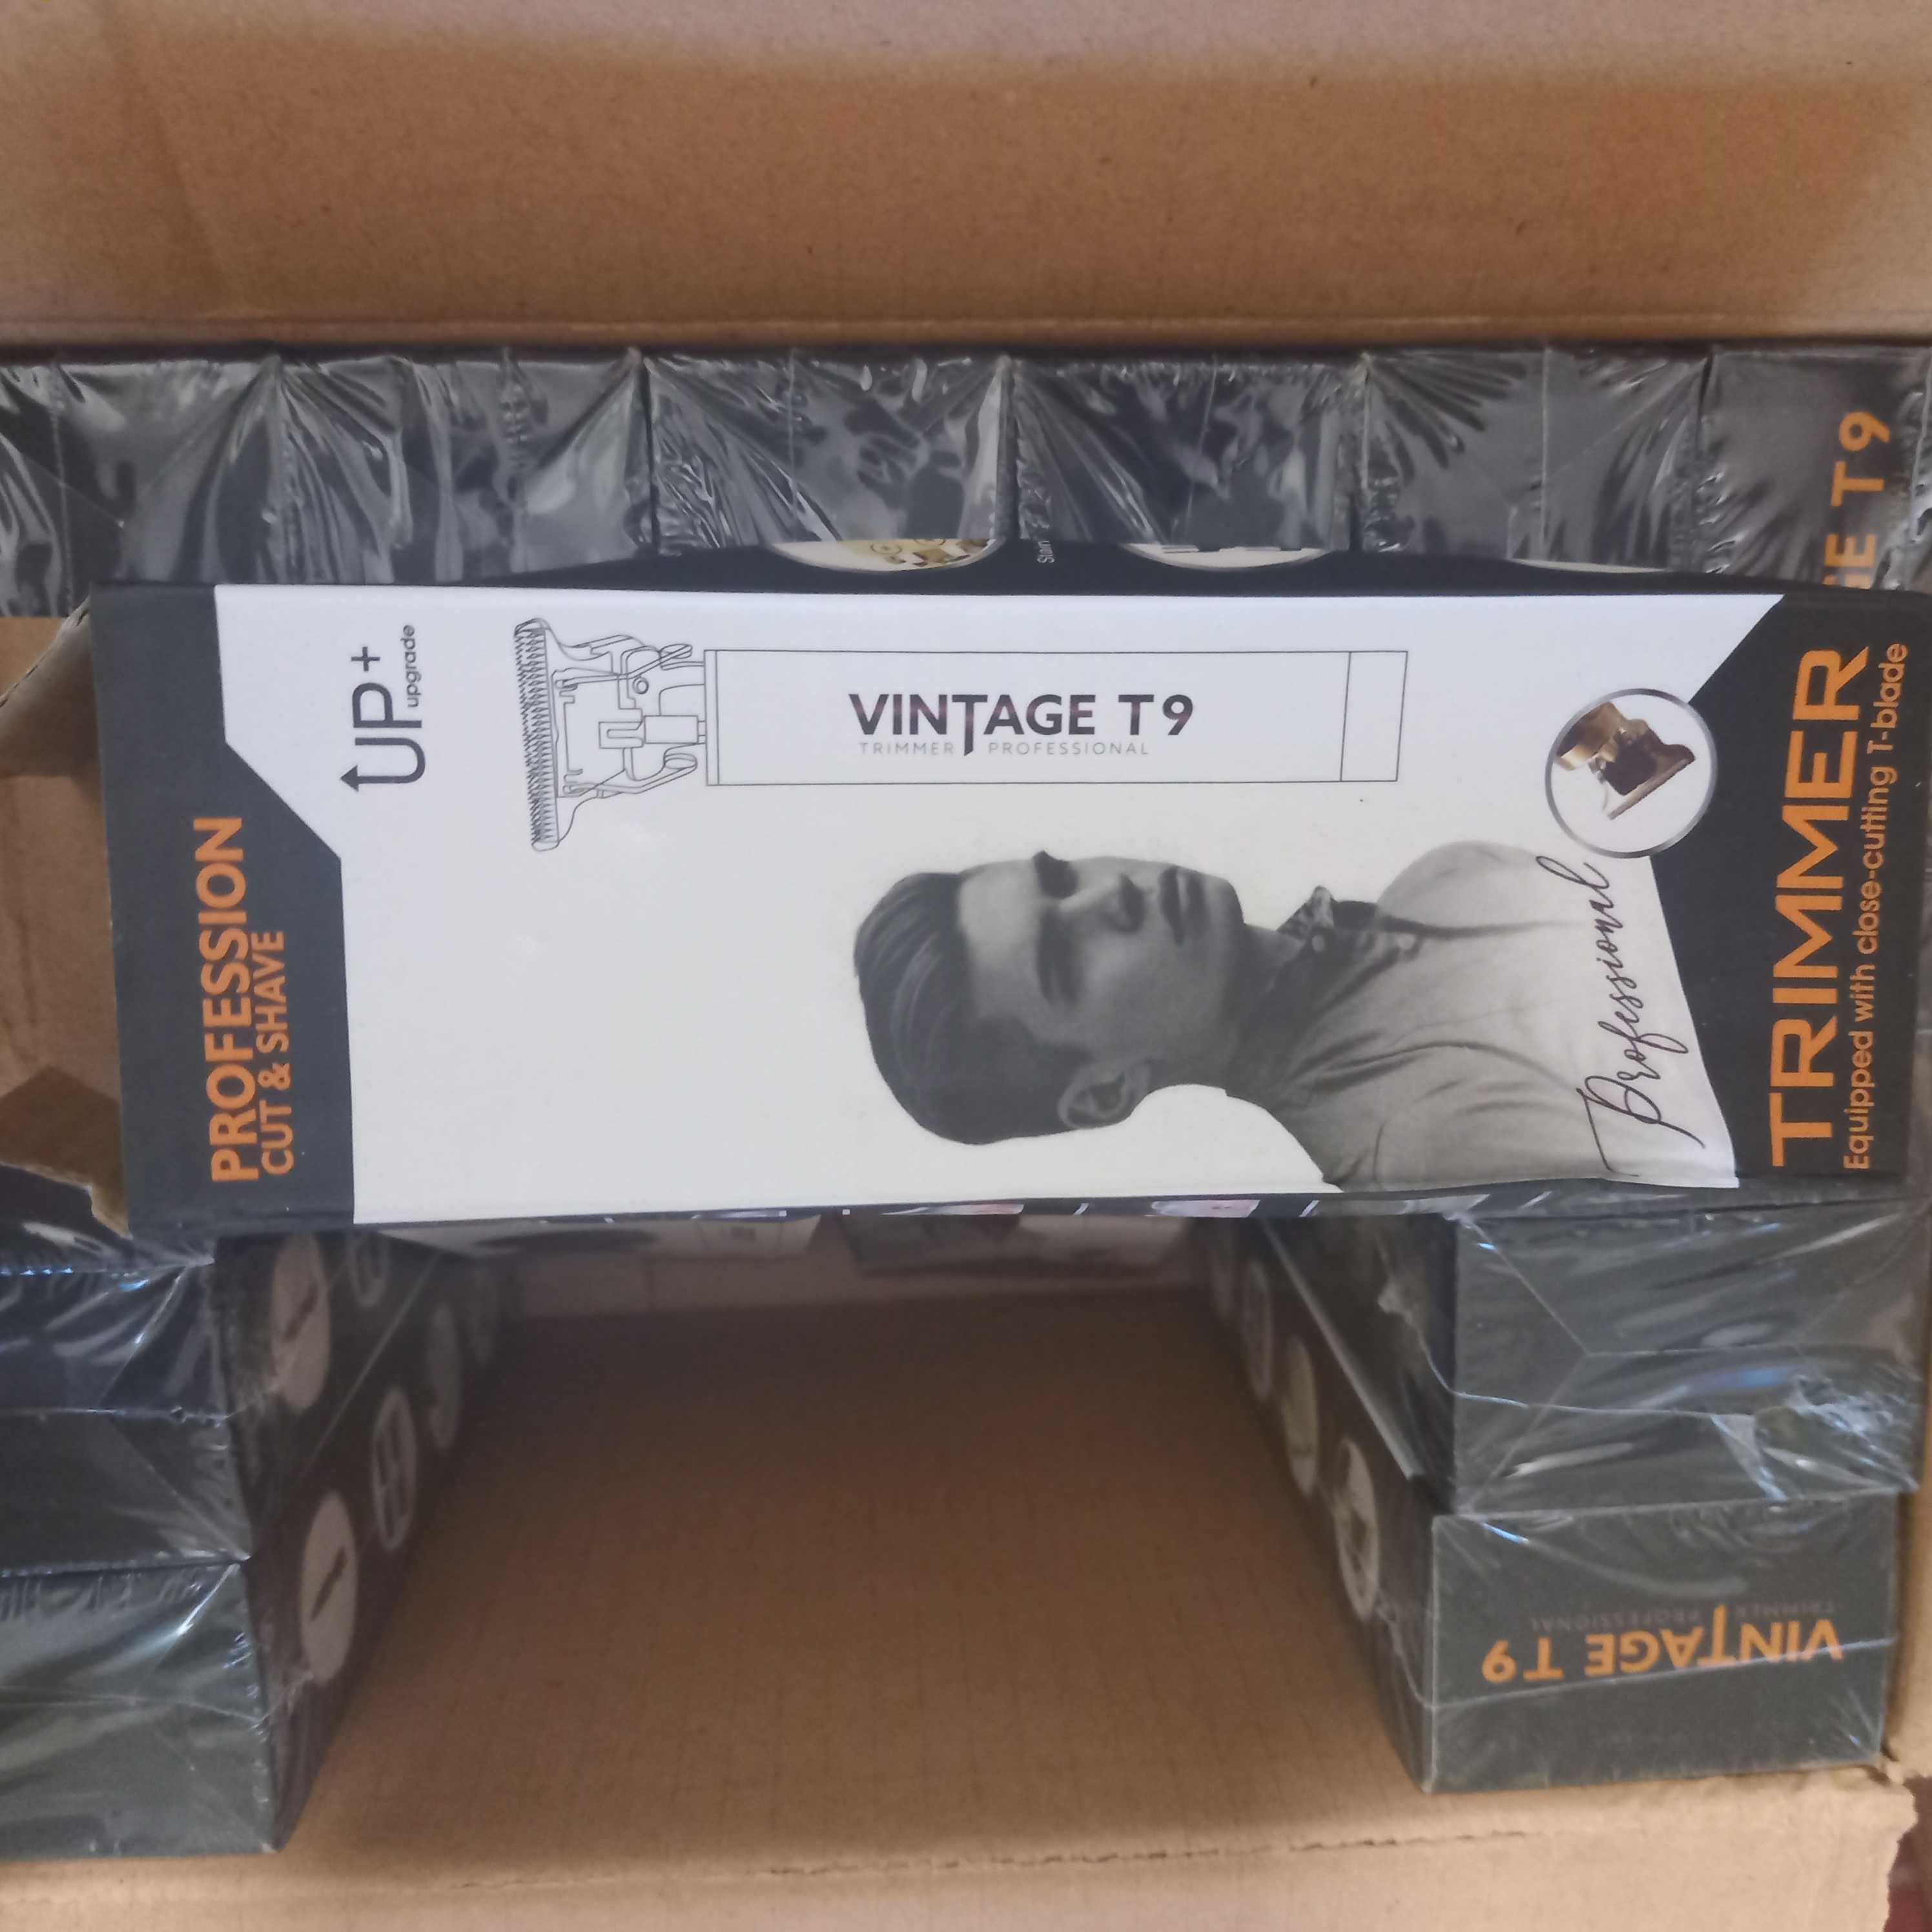 UP+
upgrade
VINTAGE T9
TRIMMER PROFESSIONAL
PROFESSION
CUT & SHAVE
Professional
TRIMMER
Equipped with close-cutting T-blade
T9
VINTAGE T9
TRIMMER PROFESSIONAL